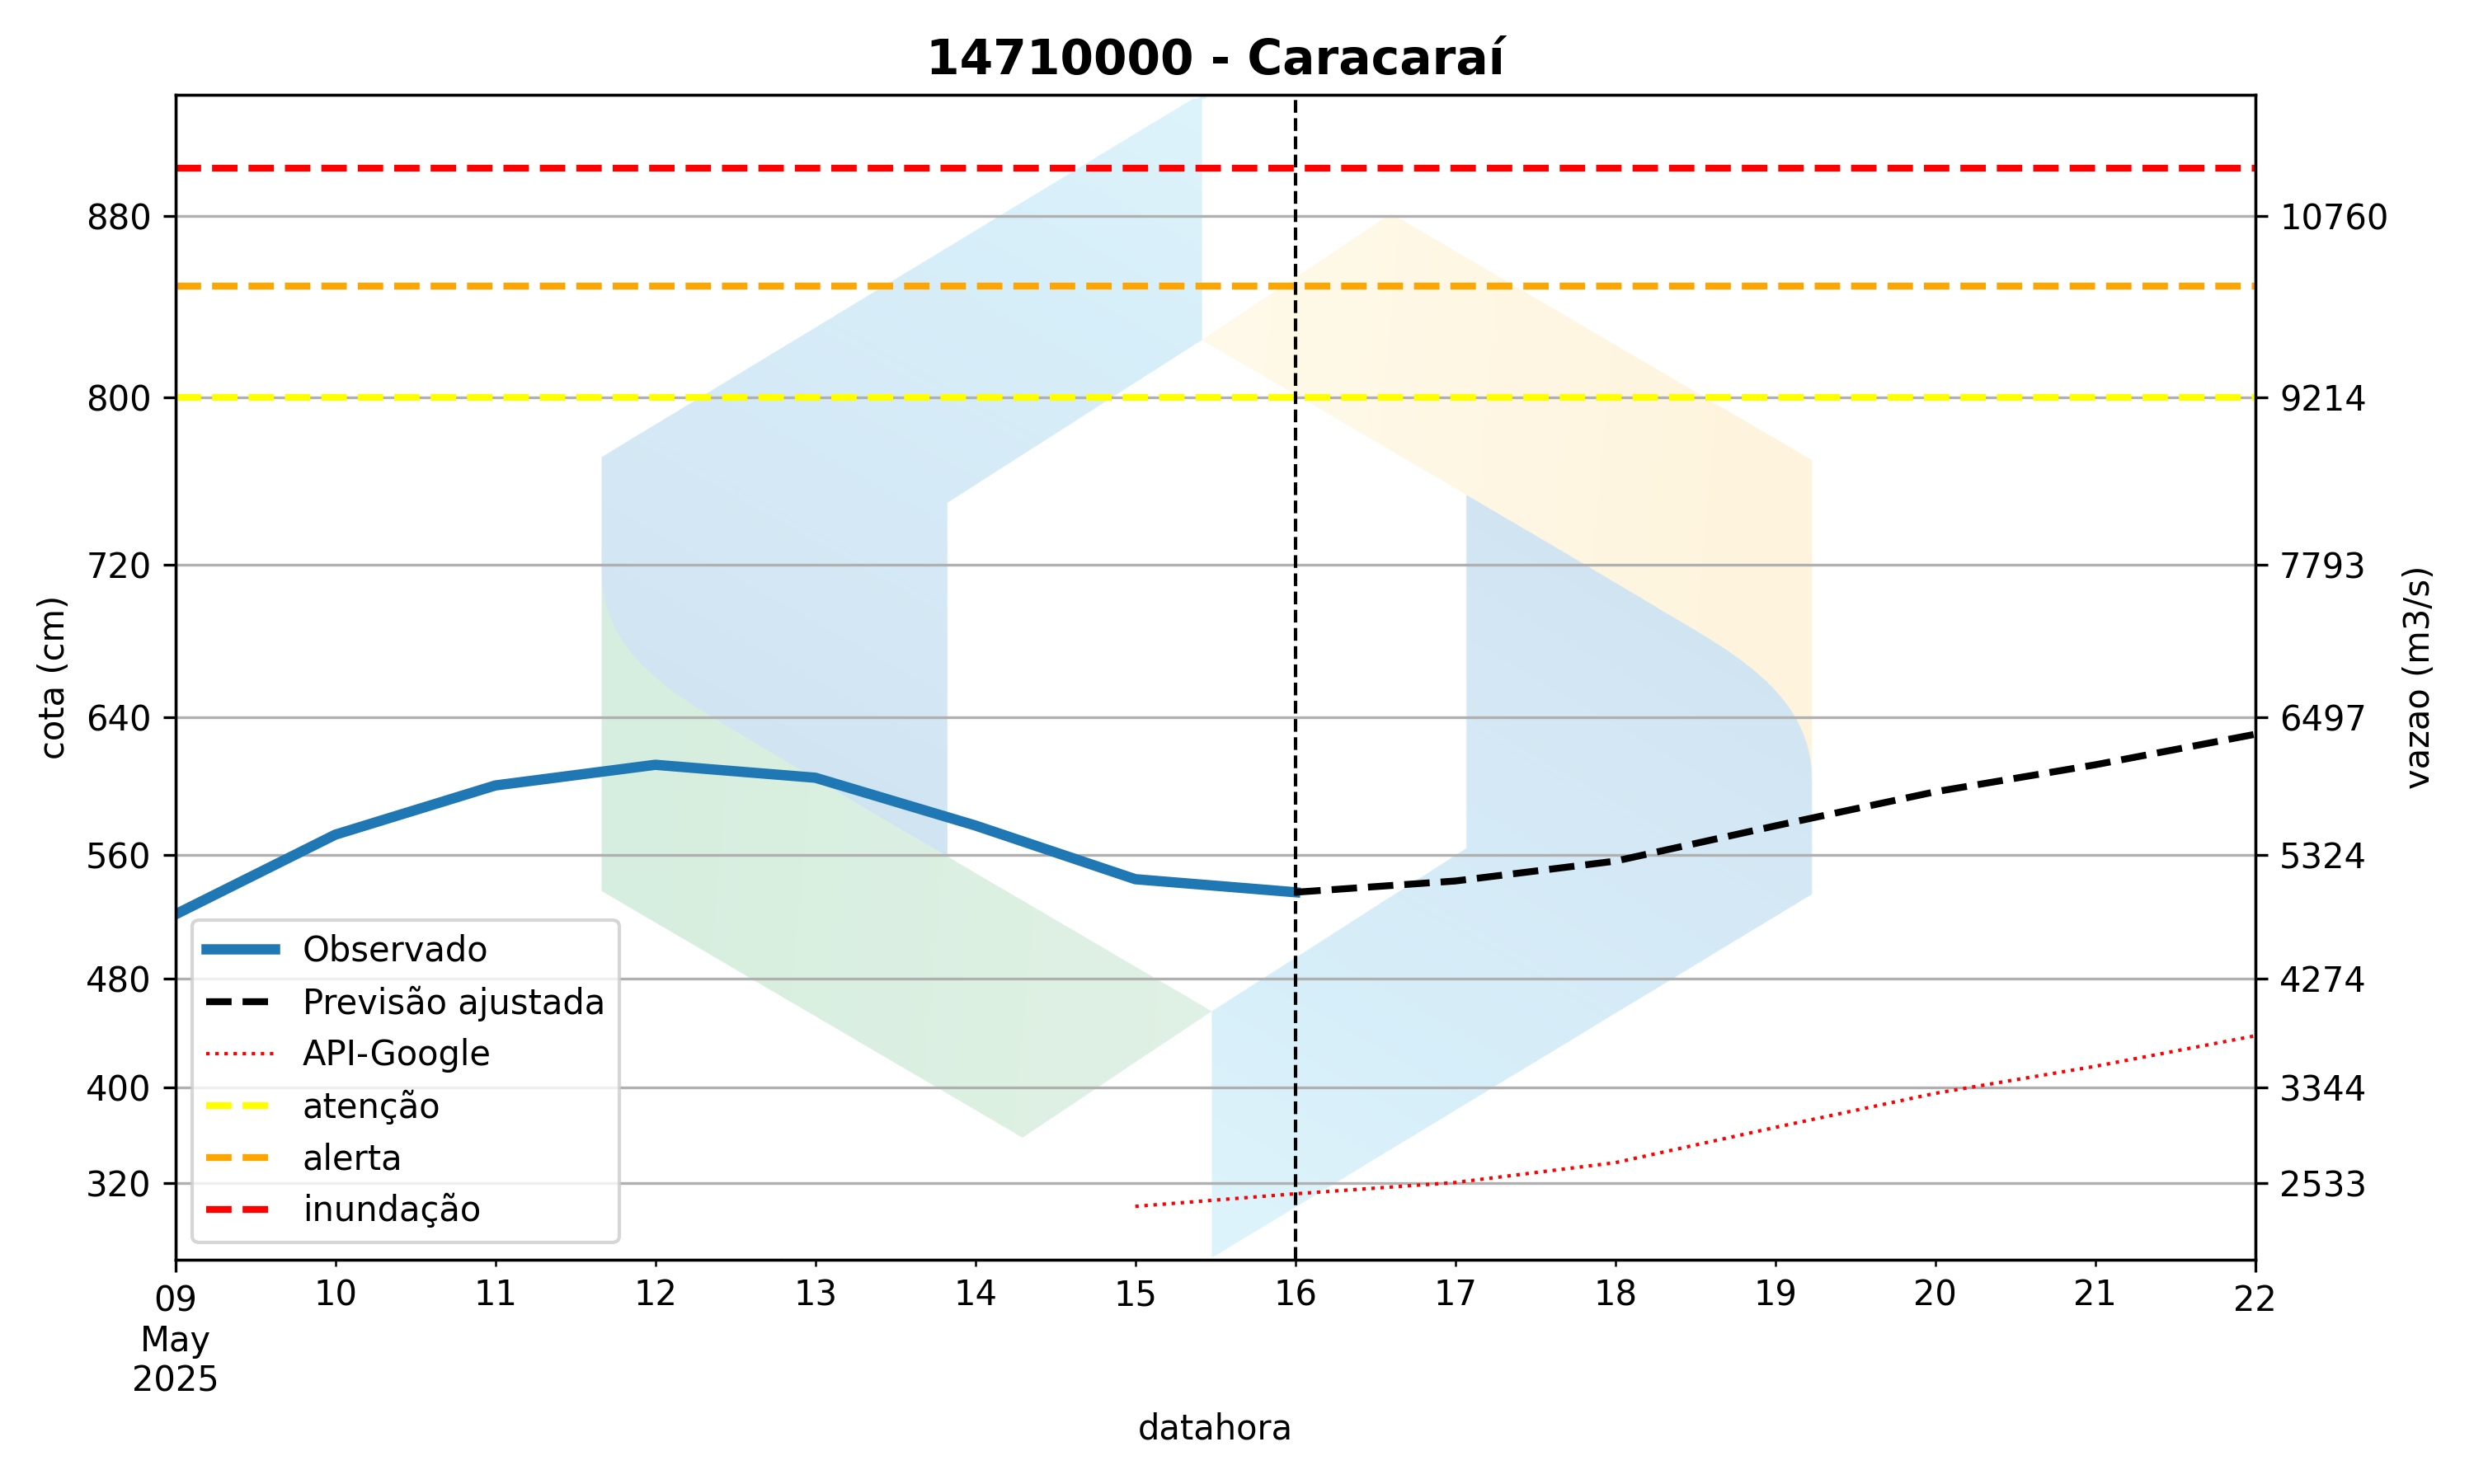 14710000 - Caracaraí
cota (cm)
880
800
720
640
560
480
400
320
10760
9214
7793
6497
5324
4274
3344
2533
vazao (m3/s)
Observado
Previsão ajustada
API-Google
atenção
alerta
inundação
09 10 11 12 13 14 15 16 17 18 19 20 21 22
May
2025
datahora